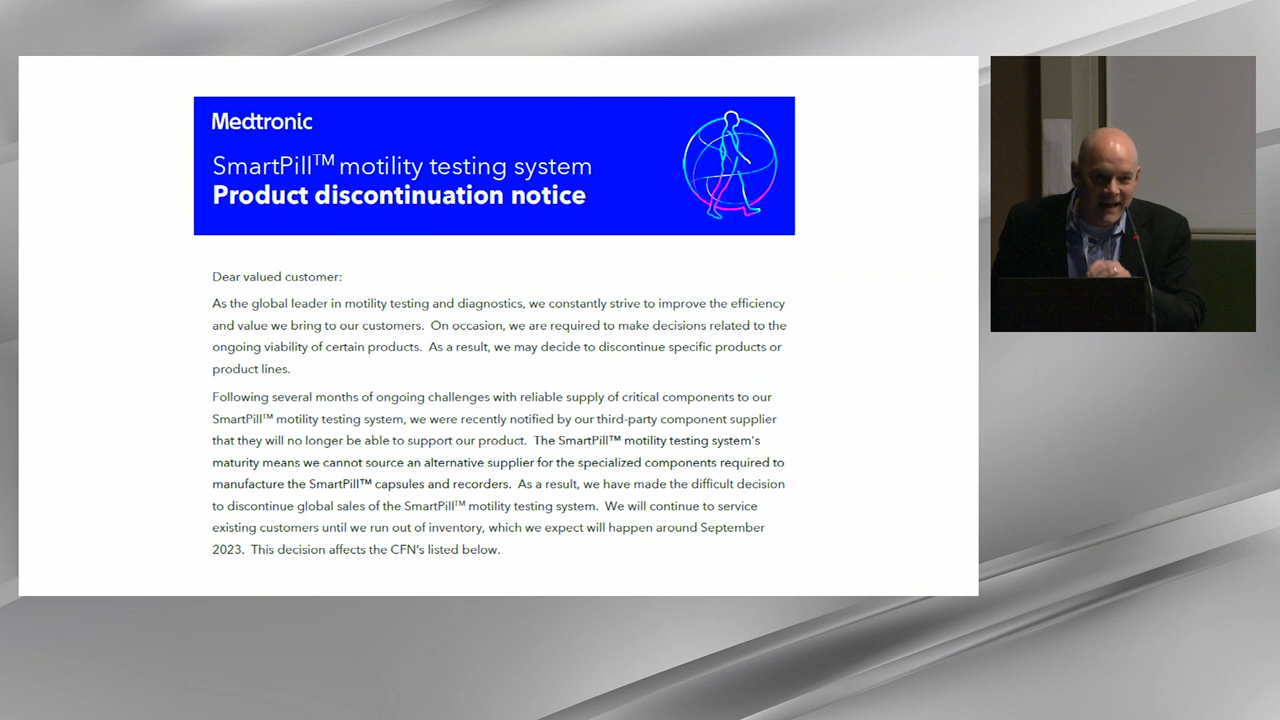 Medtronic
SmartPill™ motility testing system
Product discontinuation notice
Dear valued customer:
As the global leader in motility testing and diagnostics, we constantly strive to improve the efficiency
and value we bring to our customers.  On occasion, we are required to make decisions related to the
ongoing viability of certain products.  As a result, we may decide to discontinue specific products or
product lines.
Following several months of ongoing challenges with reliable supply of critical components to our
SmartPill™ motility testing system, we were recently notified by our third-party component supplier
that they will no longer be able to support our product.  The SmartPill™ motility testing system's
maturity means we cannot source an alternative supplier for the specialized components required to
manufacture the SmartPill™ capsules and recorders.  As a result, we have made the difficult decision
to discontinue global sales of the SmartPill™ motility testing system.  We will continue to service
existing customers until we run out of inventory, which we expect will happen around September
2023.  This decision affects the CFN's listed below.